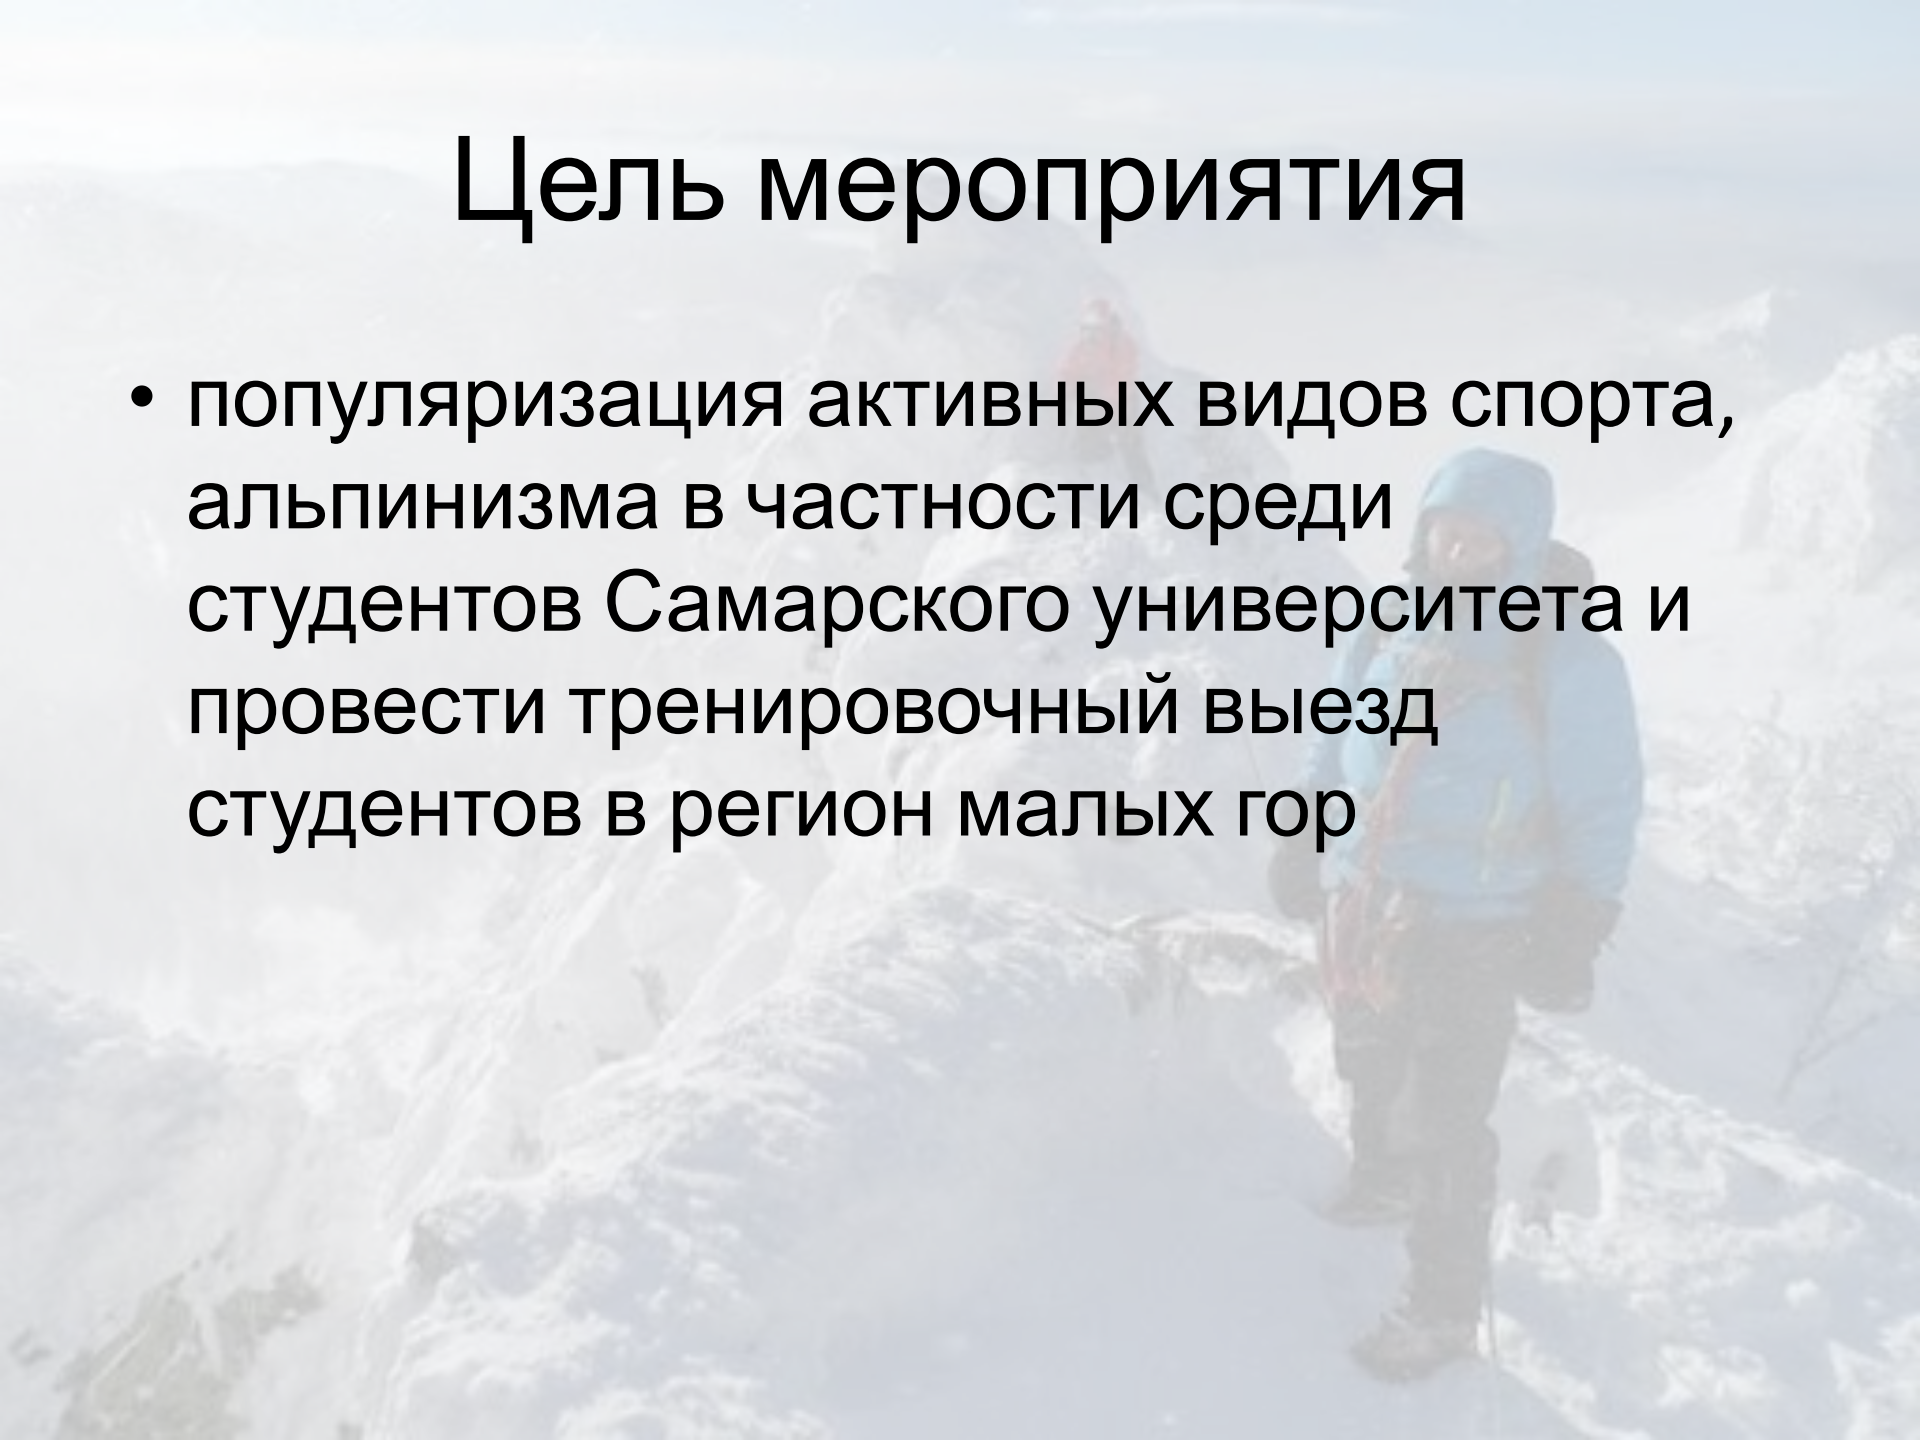 Цель мероприятия
• популяризация активных видов спорта,
альпинизма в частности среди
студентов Самарского университета и
провести тренировочный выезд
студентов в регион малых гор